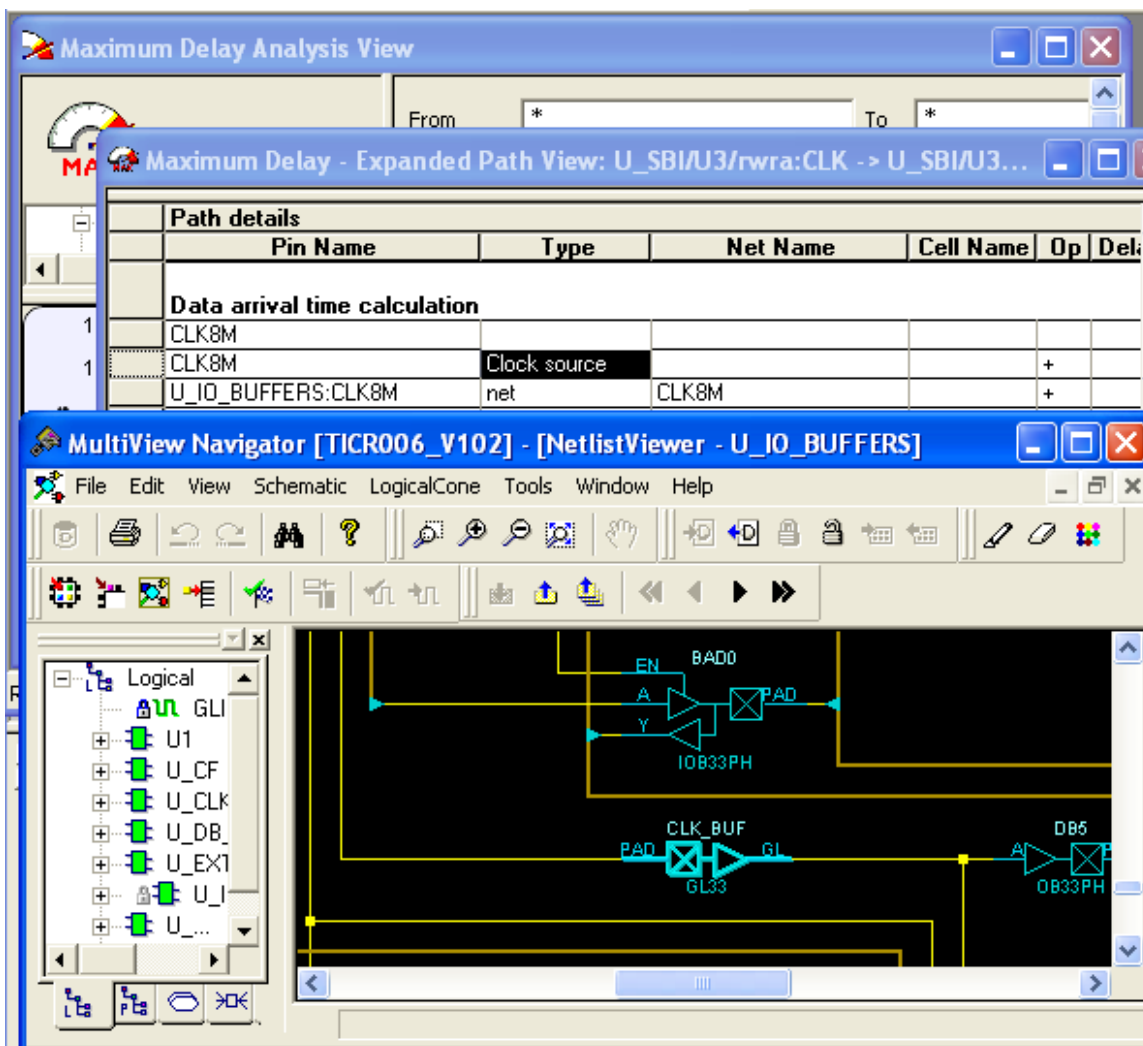 Maximum Delay Analysis View
From * To *
Maximum Delay - Expanded Path View: U_SBI/U3/rwra:CLK -> U_SBI/U3...
Path details
Pin Name Type Net Name Cell Name Op Dela
Data arrival time calculation
CLK8M
CLK8M Clock source +
U_IO_BUFFERS:CLK8M net CLK8M +
1
1
MultiView Navigator [TICR006_V102] - [NetlistViewer - U_IO_BUFFERS]
File Edit View Schematic LogicalCone Tools Window Help
Logical
GLI
U1
U_CF
U_CLK
U_DB_
U_EXT
U_I
U_...
EN BAD0
A PAD
Y
IOB33PH
CLK_BUF DB5
PAD GL A P
GL33 OB33PH